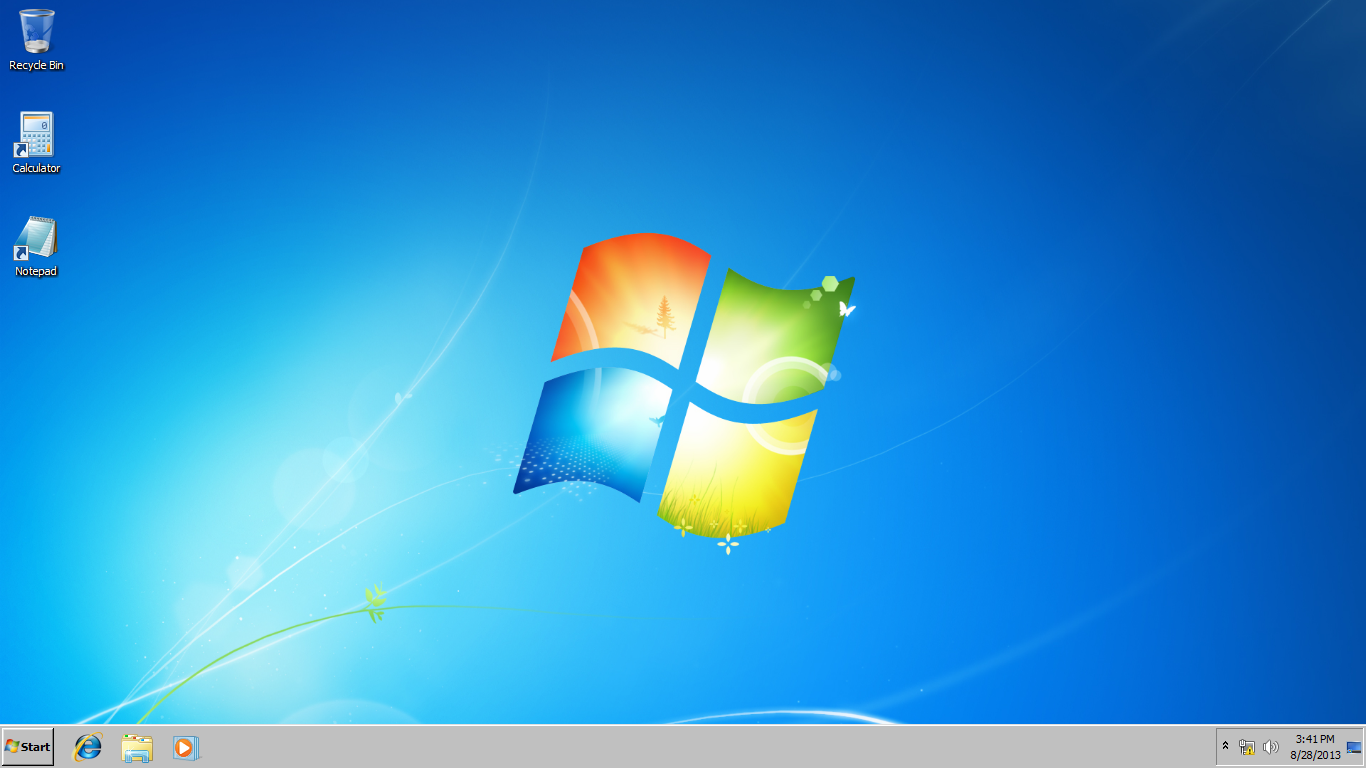 Recycle Bin
Calculator
Notepad
Start
3:41 PM
8/28/2013